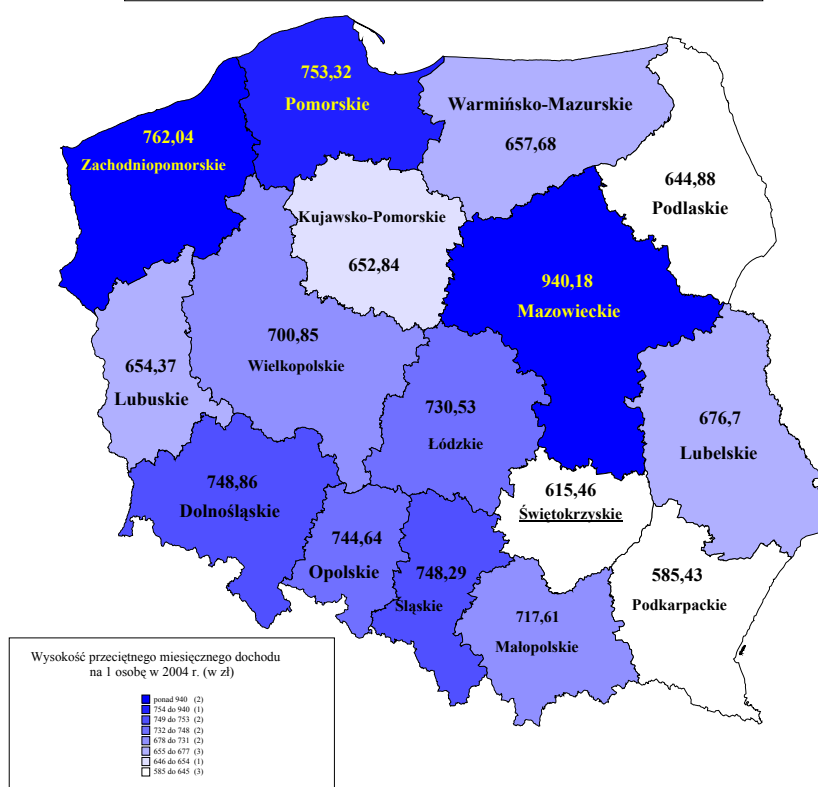 753,32
Pomorskie
Warmińsko-Mazurskie
657,68
762,04
Zachodniopomorskie
644,88
Podlaskie
Kujawsko-Pomorskie
652,84
940,18
Mazowieckie
700,85
Wielkopolskie
654,37
Lubuskie
730,53
Łódzkie
676,7
Lubelskie
748,86
Dolnośląskie
615,46
Świętokrzyskie
744,64
Opolskie
748,29
Śląskie
585,43
Podkarpackie
717,61
Małopolskie
Wysokość przeciętnego miesięcznego dochodu
na 1 osobę w 2004 r. (w zł)
ponad 940 (2)
754 do 940 (1)
749 do 753 (2)
732 do 748 (2)
678 do 731 (2)
655 do 677 (3)
646 do 654 (1)
585 do 645 (3)